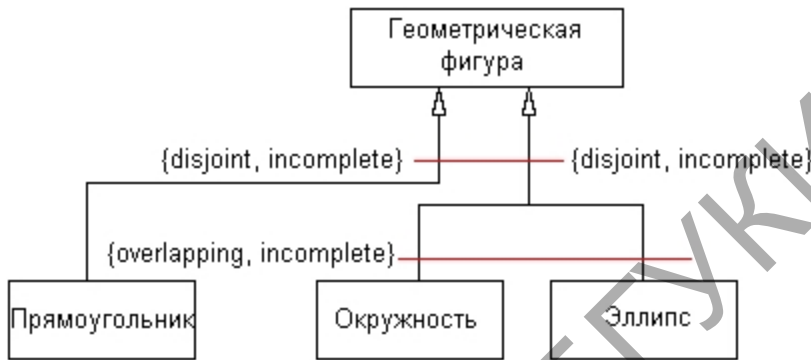 Геометрическая
фигура
{disjoint, incomplete}
{disjoint, incomplete}
{overlapping, incomplete}
Прямоугольник
Окружность
Эллипс